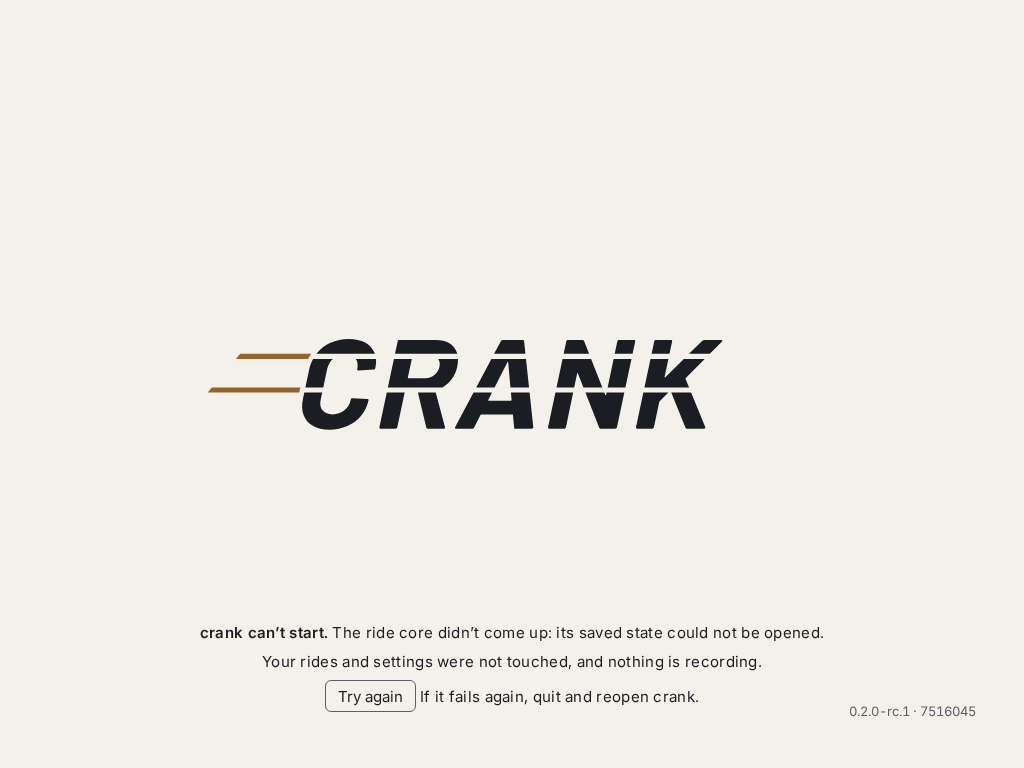 CRANK
crank can’t start. The ride core didn’t come up: its saved state could not be opened.
Your rides and settings were not touched, and nothing is recording.
Try again If it fails again, quit and reopen crank.
0.2.0-rc.1 · 7516045